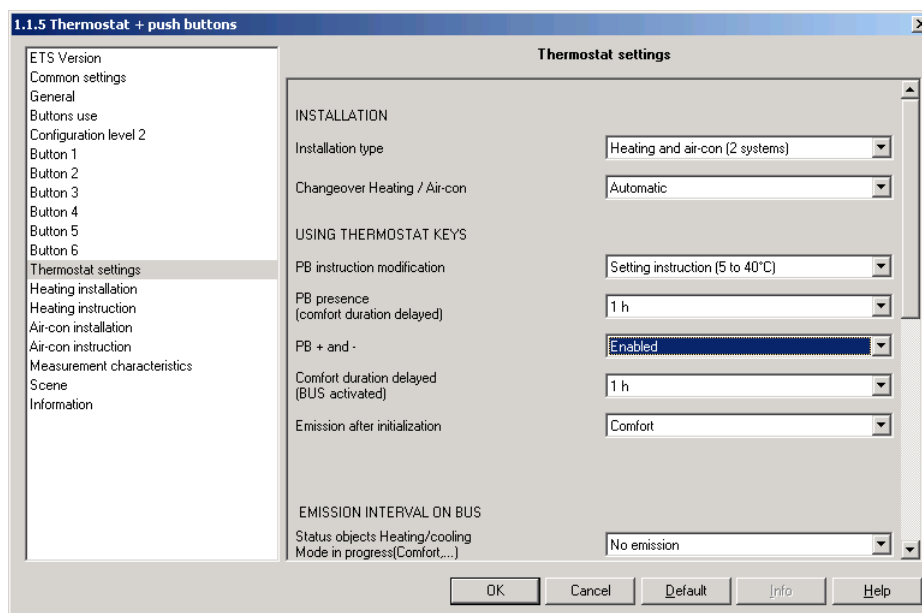 1.1.5 Thermostat + push buttons
ETS Version
Common settings
General
Buttons use
Configuration level 2
Button 1
Button 2
Button 3
Button 4
Button 5
Button 6
Thermostat settings
Heating installation
Heating instruction
Air-con installation
Air-con instruction
Measurement characteristics
Scene
Information
Thermostat settings
INSTALLATION
Installation type Heating and air-con (2 systems)
Changeover Heating / Air-con Automatic
USING THERMOSTAT KEYS
PB instruction modification Setting instruction (5 to 40°C)
PB presence
(comfort duration delayed) 1 h
PB + and - Enabled
Comfort duration delayed
(BUS activated) 1 h
Emission after initialization Comfort
EMISSION INTERVAL ON BUS
Status objects Heating/cooling
Mode in progress(Comfort,...) No emission
OK Cancel Default Info Help